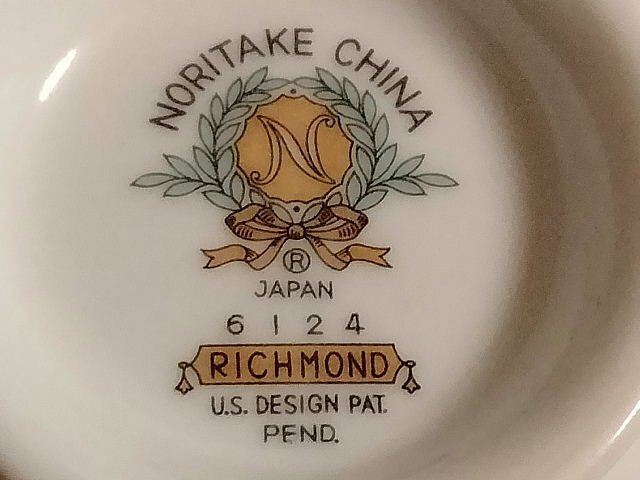 NORITAKE CHINA
N
®
JAPAN
6124
RICHMOND
U.S. DESIGN PAT.
PEND.